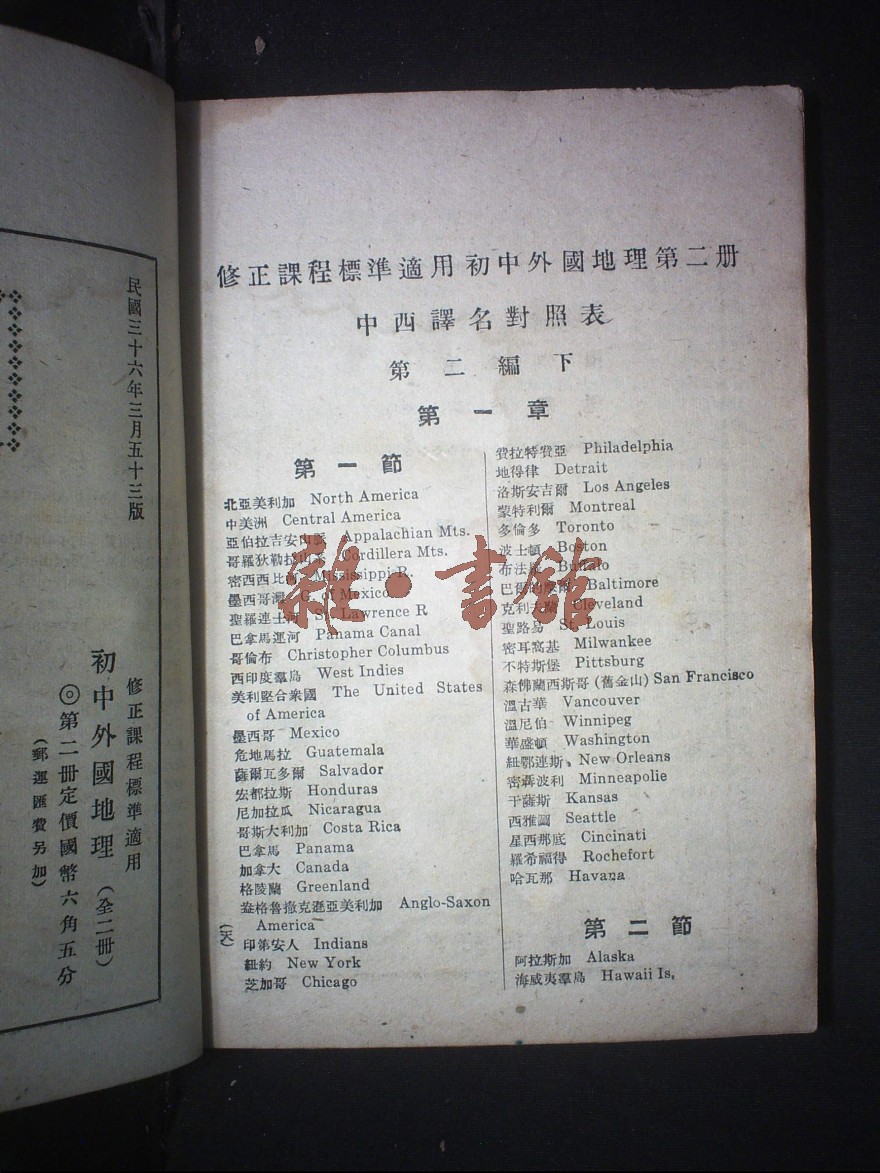 修正課程標準適用初中外國地理第二册
中西譯名對照表
第二編下
第一章
第一節
北亞美利加 North America
中美洲 Central America
亞伯拉吉安山 Appalachian Mts.
哥羅狄勒拉山 Cordillera Mts.
密西西比河 Mississippi R.
墨西哥灣 G. of Mexico
聖羅連士河 St. Lawrence R
巴拿馬運河 Panama Canal
哥倫布 Christopher Columbus
西印度羣島 West Indies
美利堅合衆國 The United States
of America
墨西哥 Mexico
危地馬拉 Guatemala
薩爾瓦多爾 Salvador
宏都拉斯 Honduras
尼加拉瓜 Nicaragua
哥斯大利加 Costa Rica
巴拿馬 Panama
加拿大 Canada
格陵蘭 Greenland
盎格魯撒克遜亞美利加 Anglo-Saxon
America
印第安人 Indians
紐約 New York
芝加哥 Chicago
費拉特費亞 Philadelphia
地得律 Detrait
洛斯安吉爾 Los Angeles
蒙特利爾 Montreal
多倫多 Toronto
波士頓 Boston
布法 Buffalo
巴 Baltimore
克利夫蘭 Cleveland
聖路易 St. Louis
密耳窩基 Milwankee
不特斯堡 Pittsburg
森佛蘭西斯哥(舊金山) San Francisco
溫古華 Vancouver
溫尼伯 Winnipeg
華盛頓 Washington
紐鄂連斯 New Orleans
密轟波利 Minneapolie
干薩斯 Kansas
西雅圖 Seattle
星西那底 Cincinati
羅希福得 Rochefort
哈瓦那 Havana
第二節
阿拉斯加 Alaska
海威夷羣島 Hawaii Is.
(天)
雜·書館
民國三十六年三月五十三版
修正課程標準適用
初中外國地理(全二冊)
◎第二冊定價國幣六角五分
(郵運匯費另加)